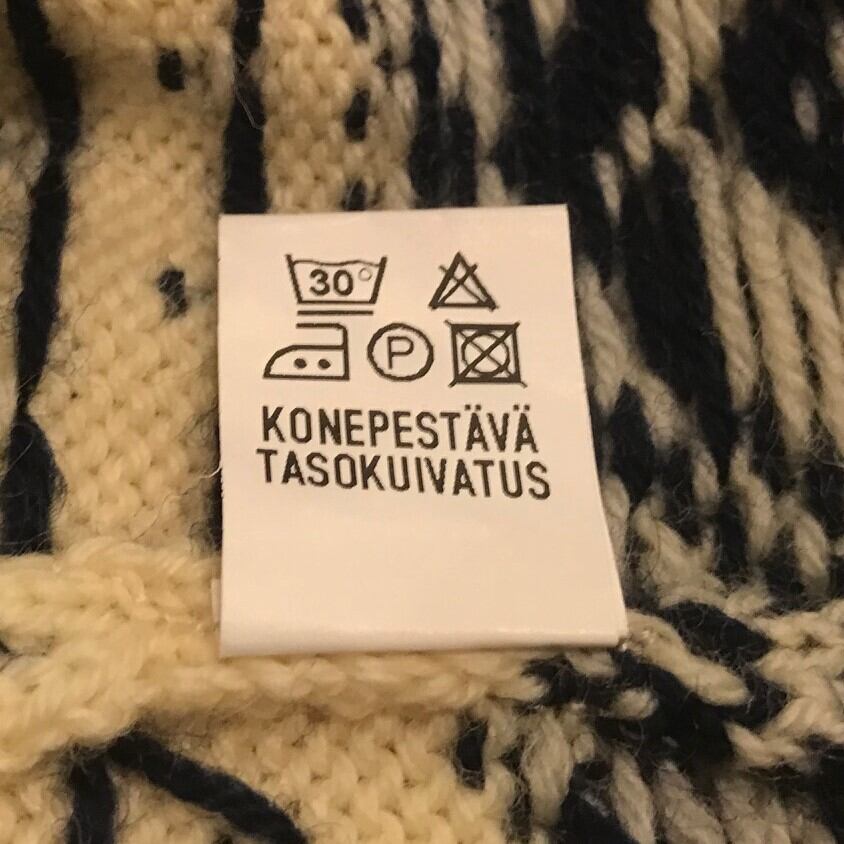 30°
P
KONEPESTÄVÄ
TASOKUIVATUS